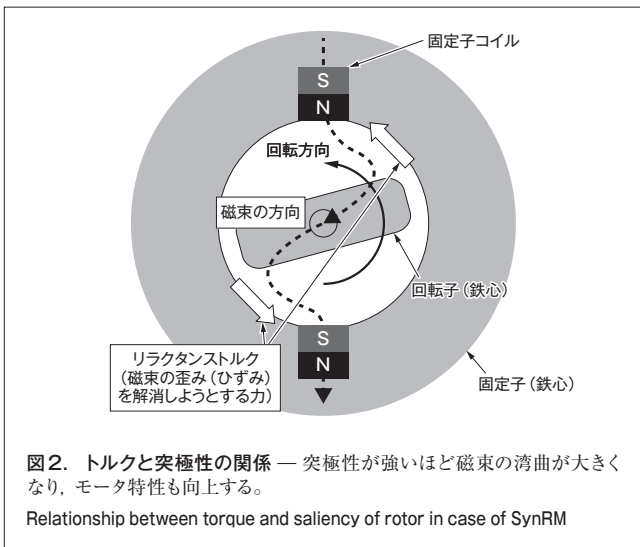 固定子コイル
S
N
回転方向
磁束の方向
回転子（鉄心）
S
N
リラクタンストルク
（磁束の歪み（ひずみ）
を解消しようとする力）
固定子（鉄心）
図2. トルクと突極性の関係 — 突極性が強いほど磁束の湾曲が大きく
なり，モータ特性も向上する。
Relationship between torque and saliency of rotor in case of SynRM